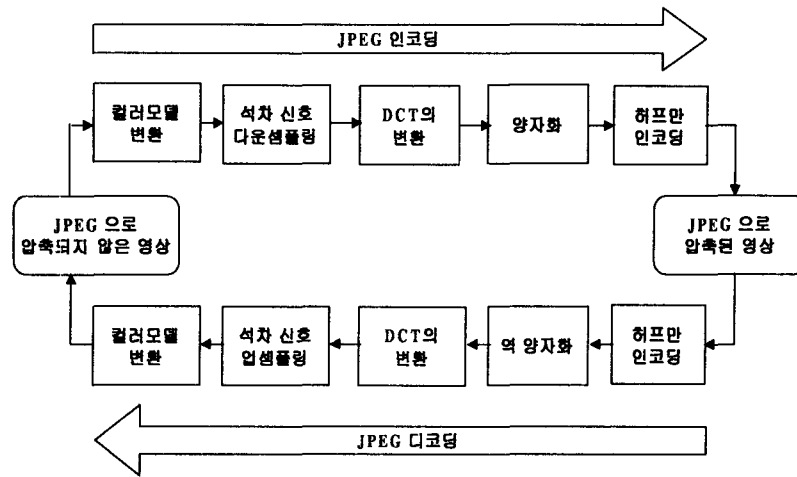 JPEG 인코딩
컬러모델
변환
석차 신호
다운샘플링
DCT의
변환
양자화
허프만
인코딩
JPEG 으로
압축되지 않은 영상
JPEG 으로
압축된 영상
컬러모델
변환
석차 신호
업샘플링
DCT의
변환
역 양자화
허프만
인코딩
JPEG 디코딩